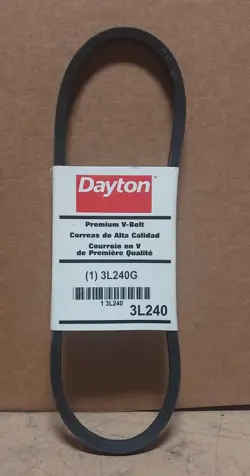 Dayton
Premium V-Belt
Correas de Alta Calidad
Courroie en V
de Première Qualité
(1) 3L240G
1 3L240
3L240